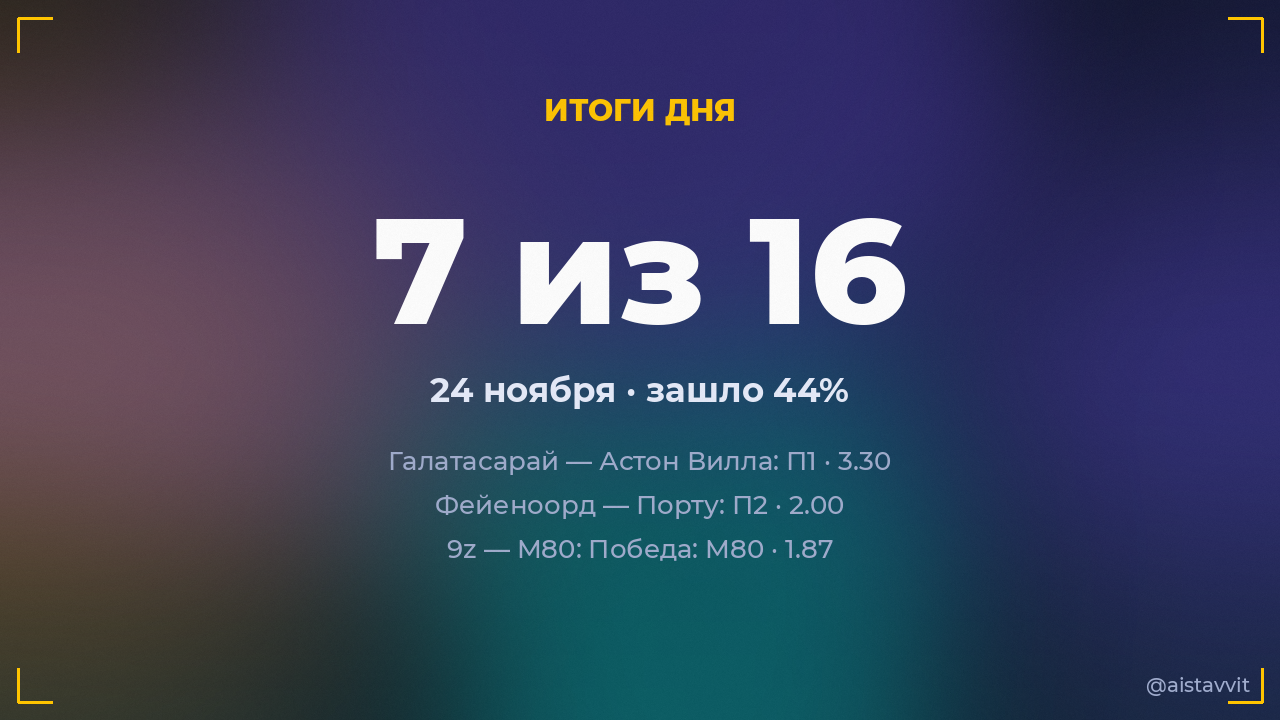 ИТОГИ ДНЯ
7 из 16
24 ноября · зашло 44%
Галатасарай — Астон Вилла: П1 · 3.30
Фейеноорд — Порту: П2 · 2.00
9z — M80: Победа: M80 · 1.87
@aistavvit